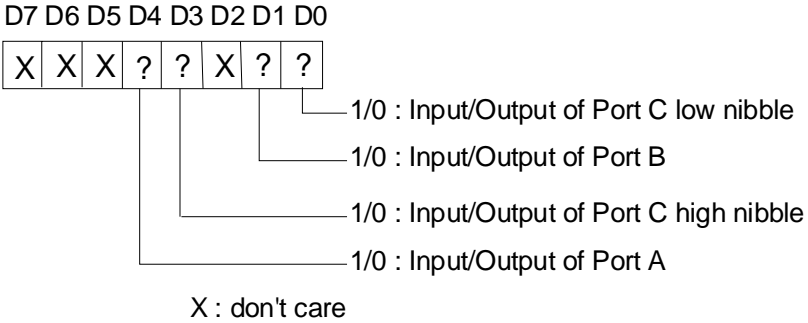 D7 D6 D5 D4 D3 D2 D1 D0
X X X ? ? X ? ?
1/0 : Input/Output of Port C low nibble
1/0 : Input/Output of Port B
1/0 : Input/Output of Port C high nibble
1/0 : Input/Output of Port A
X : don't care